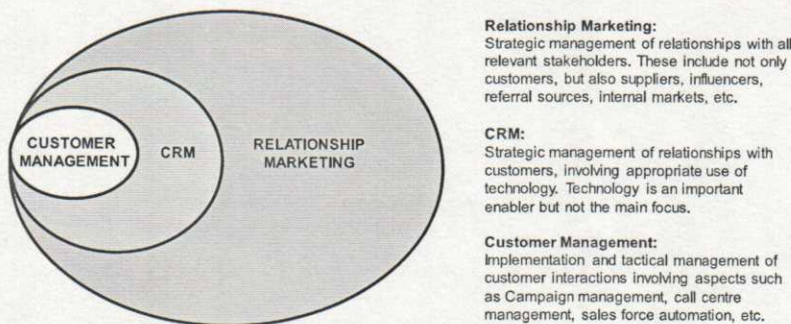 CUSTOMER
MANAGEMENT
CRM
RELATIONSHIP
MARKETING
Relationship Marketing:
Strategic management of relationships with all
relevant stakeholders. These include not only
customers, but also suppliers, influencers,
referral sources, internal markets, etc.
CRM:
Strategic management of relationships with
customers, involving appropriate use of
technology. Technology is an important
enabler but not the main focus.
Customer Management:
Implementation and tactical management of
customer interactions involving aspects such
as Campaign management, call centre
management, sales force automation, etc.